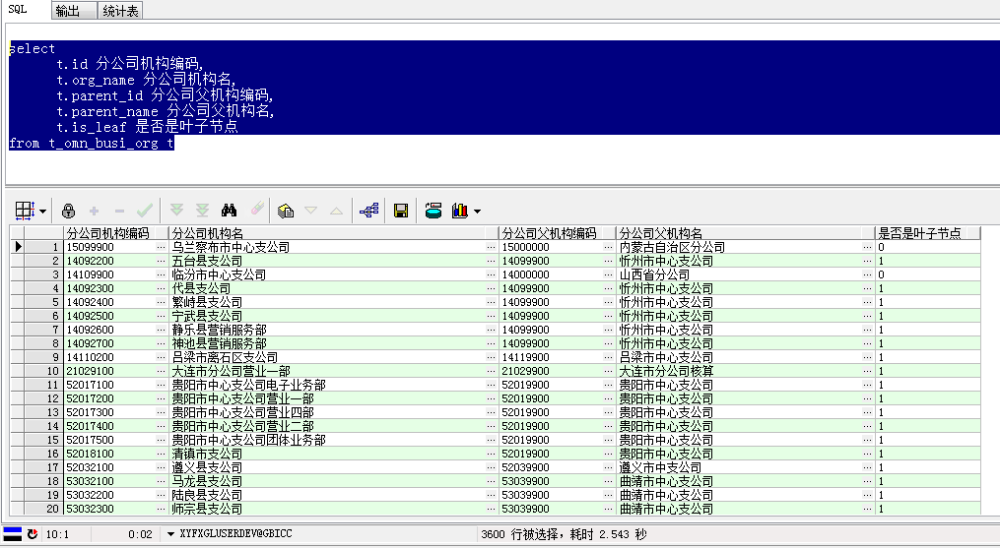 SQL 输出 统计表
select
t.id 分公司机构编码,
t.org_name 分公司机构名,
t.parent_id 分公司父机构编码,
t.parent_name 分公司父机构名,
t.is_leaf 是否是叶子节点
from t_omn_busi_org t
分公司机构编码 分公司机构名 分公司父机构编码 分公司父机构名 是否是叶子节点
1 15099900 ··· 乌兰察布市中心支公司 ··· 15000000 ··· 内蒙古自治区分公司 ··· 0
2 14092200 ··· 五台县支公司 ··· 14099900 ··· 忻州市中心支公司 ··· 1
3 14109900 ··· 临汾市中心支公司 ··· 14000000 ··· 山西省分公司 ··· 0
4 14092300 ··· 代县支公司 ··· 14099900 ··· 忻州市中心支公司 ··· 1
5 14092400 ··· 繁峙县支公司 ··· 14099900 ··· 忻州市中心支公司 ··· 1
6 14092500 ··· 宁武县支公司 ··· 14099900 ··· 忻州市中心支公司 ··· 1
7 14092600 ··· 静乐县营销服务部 ··· 14099900 ··· 忻州市中心支公司 ··· 1
8 14092700 ··· 神池县营销服务部 ··· 14099900 ··· 忻州市中心支公司 ··· 1
9 14110200 ··· 吕梁市离石区支公司 ··· 14119900 ··· 吕梁市中心支公司 ··· 1
10 21029100 ··· 大连市分公司营业一部 ··· 21029900 ··· 大连市分公司核算 ··· 1
11 52017100 ··· 贵阳市中心支公司电子业务部 ··· 52019900 ··· 贵阳市中心支公司 ··· 1
12 52017200 ··· 贵阳市中心支公司营业一部 ··· 52019900 ··· 贵阳市中心支公司 ··· 1
13 52017300 ··· 贵阳市中心支公司营业四部 ··· 52019900 ··· 贵阳市中心支公司 ··· 1
14 52017400 ··· 贵阳市中心支公司营业二部 ··· 52019900 ··· 贵阳市中心支公司 ··· 1
15 52017500 ··· 贵阳市中心支公司团体业务部 ··· 52019900 ··· 贵阳市中心支公司 ··· 1
16 52018100 ··· 清镇市支公司 ··· 52019900 ··· 贵阳市中心支公司 ··· 1
17 52032100 ··· 遵义县支公司 ··· 52039900 ··· 遵义市中支公司 ··· 1
18 53032100 ··· 马龙县支公司 ··· 53039900 ··· 曲靖市中心支公司 ··· 1
19 53032200 ··· 陆良县支公司 ··· 53039900 ··· 曲靖市中心支公司 ··· 1
20 53032300 ··· 师宗县支公司 ··· 53039900 ··· 曲靖市中心支公司 ··· 1
10:1 0:02 XYFXGLUSERDEV@GBICC 3600 行被选择，耗时 2.543 秒